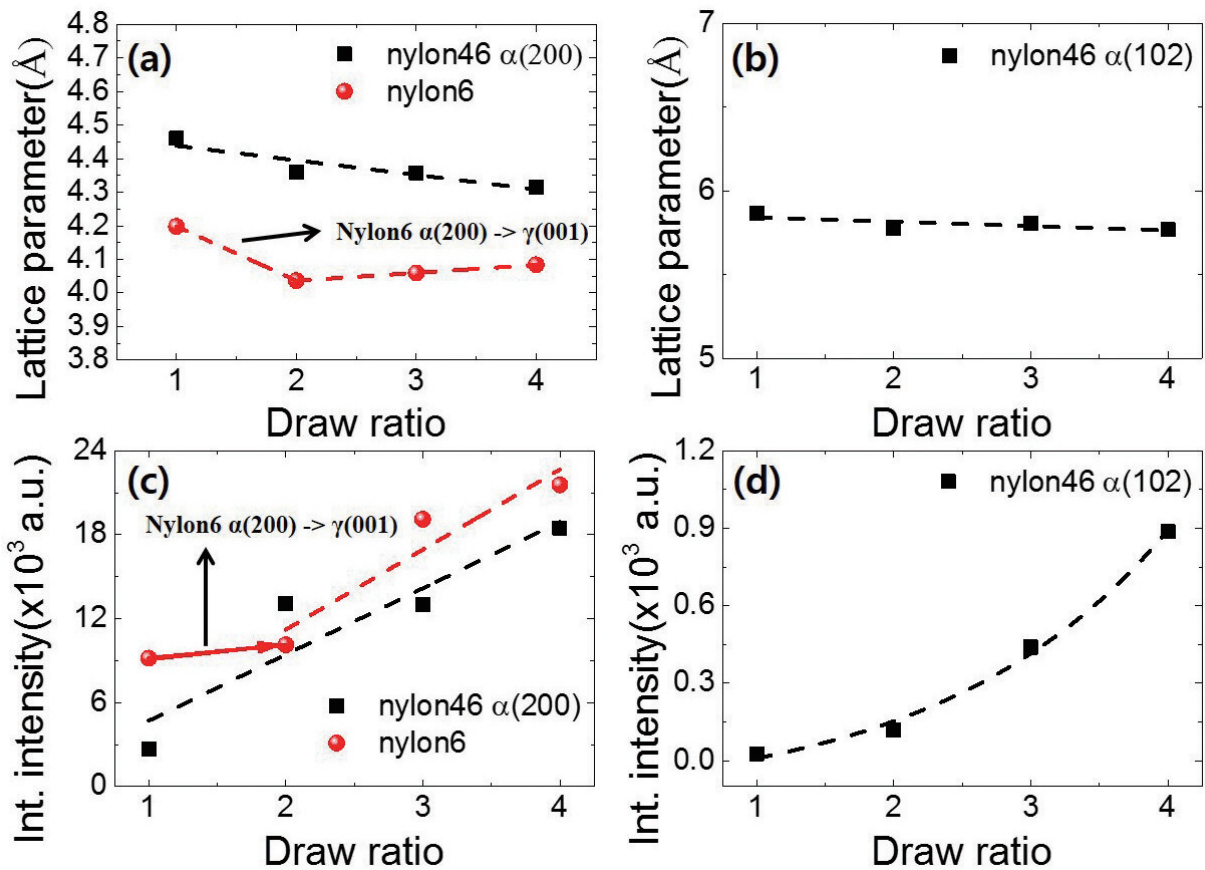 (a)
nylon46 α(200)
nylon6
Nylon6 α(200) -> γ(001)
Lattice parameter(Å)
4.8
4.7
4.6
4.5
4.4
4.3
4.2
4.1
4.0
3.9
3.8
1 2 3 4
Draw ratio
(b)
nylon46 α(102)
Lattice parameter(Å)
7
6
5
1 2 3 4
Draw ratio
(c)
Nylon6 α(200) -> γ(001)
nylon46 α(200)
nylon6
Int. intensity(x10³ a.u.)
24
18
12
6
0
1 2 3 4
Draw ratio
(d)
nylon46 α(102)
Int. intensity(x10³ a.u.)
1.2
0.9
0.6
0.3
0.0
1 2 3 4
Draw ratio